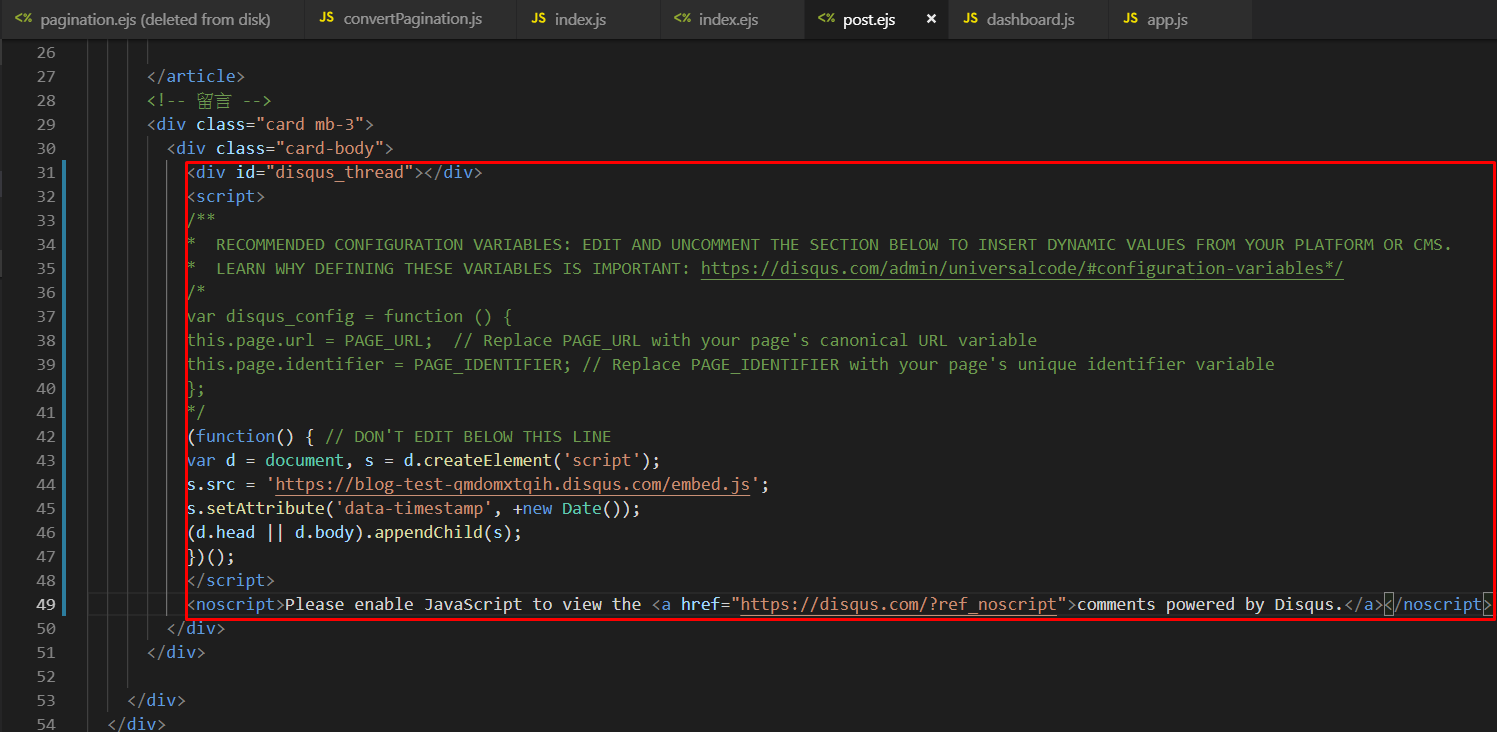 <%  pagination.ejs (deleted from disk)  JS  convertPagination.js  JS  index.js  <%  index.ejs  <%  post.ejs  ×  JS  dashboard.js  JS  app.js
26
27 </article>
28 <!-- 留言 -->
29 <div class="card mb-3">
30 <div class="card-body">
31 <div id="disqus_thread"></div>
32 <script>
33 /**
34 *  RECOMMENDED CONFIGURATION VARIABLES: EDIT AND UNCOMMENT THE SECTION BELOW TO INSERT DYNAMIC VALUES FROM YOUR PLATFORM OR CMS.
35 *  LEARN WHY DEFINING THESE VARIABLES IS IMPORTANT: https://disqus.com/admin/universalcode/#configuration-variables*/
36 /*
37 var disqus_config = function () {
38 this.page.url = PAGE_URL;  // Replace PAGE_URL with your page's canonical URL variable
39 this.page.identifier = PAGE_IDENTIFIER; // Replace PAGE_IDENTIFIER with your page's unique identifier variable
40 };
41 */
42 (function() { // DON'T EDIT BELOW THIS LINE
43 var d = document, s = d.createElement('script');
44 s.src = 'https://blog-test-qmdomxtqih.disqus.com/embed.js';
45 s.setAttribute('data-timestamp', +new Date());
46 (d.head || d.body).appendChild(s);
47 })();
48 </script>
49 <noscript>Please enable JavaScript to view the <a href="https://disqus.com/?ref_noscript">comments powered by Disqus.</a></noscript>
50 </div>
51 </div>
52
53 </div>
54 </div>